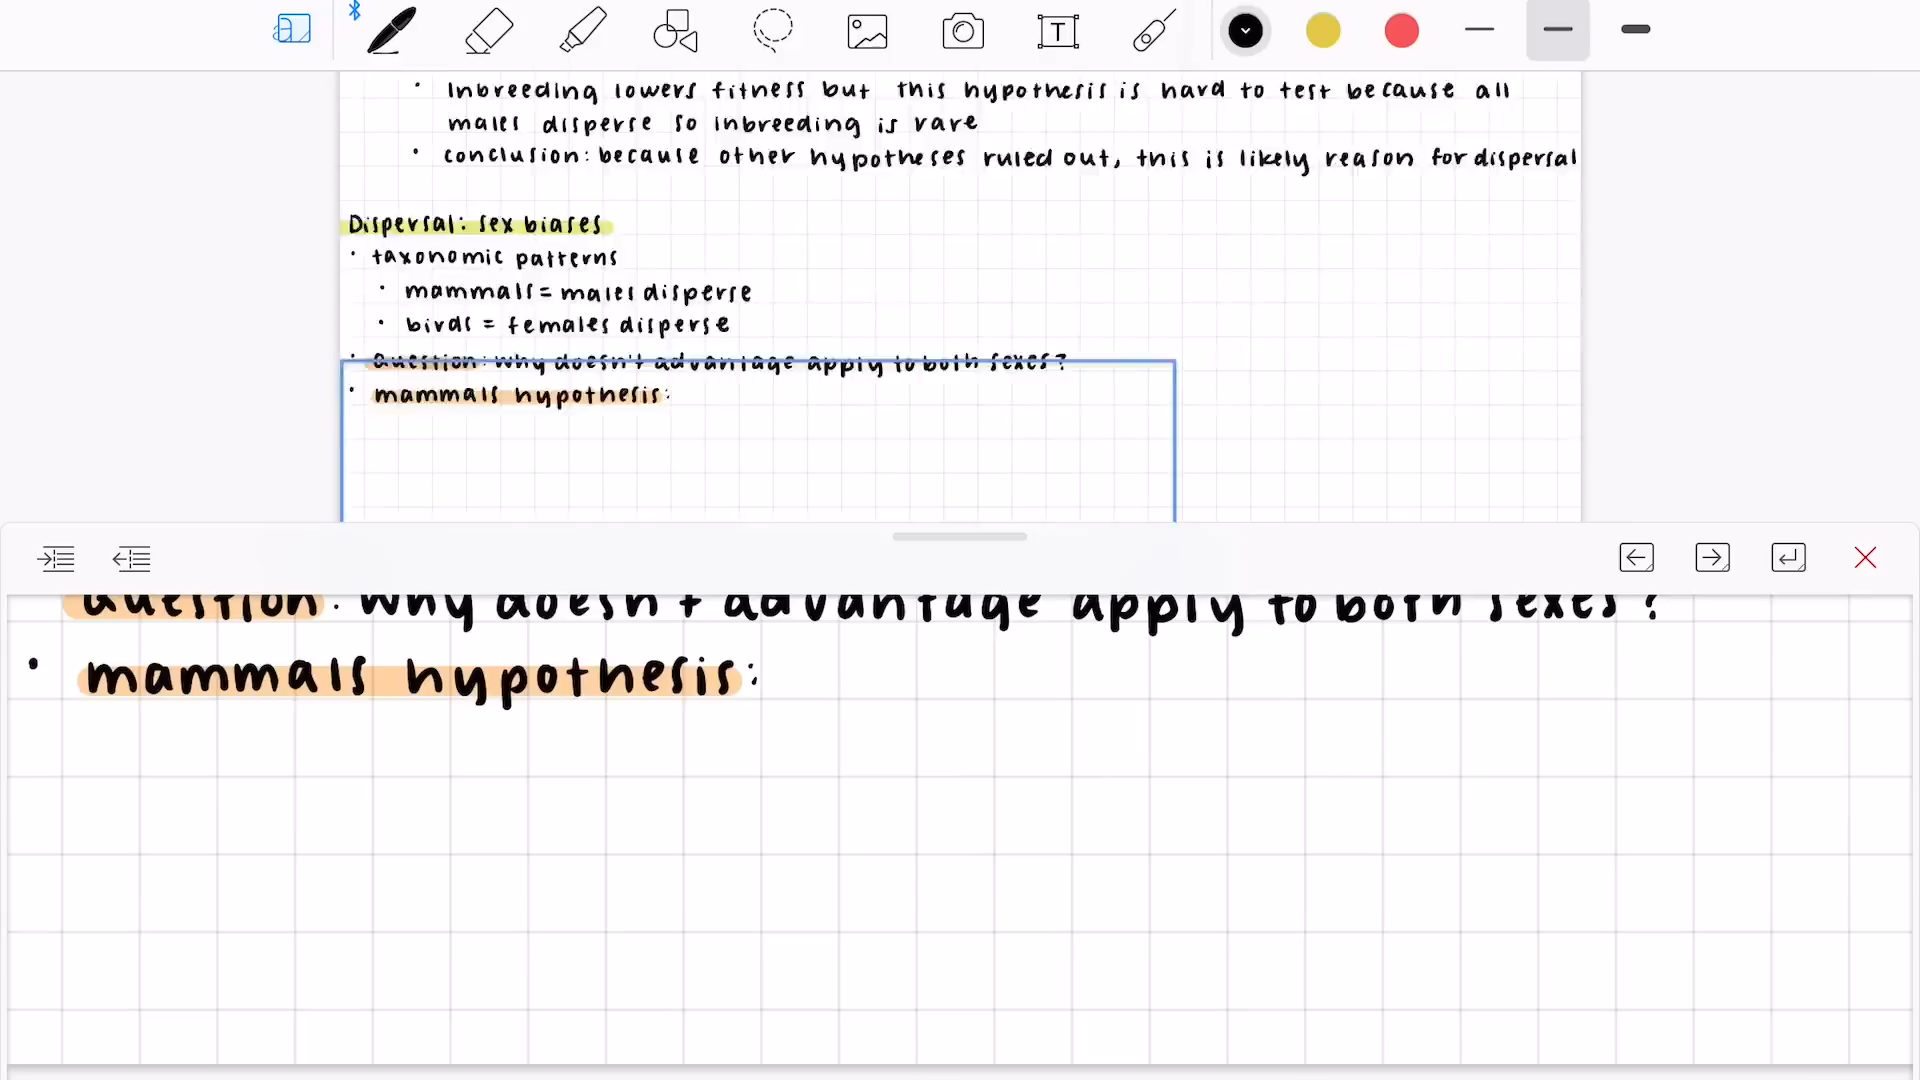 • Inbreeding lowers fitness but this hypothesis is hard to test because all
males disperse so inbreeding is rare
• conclusion: because other hypotheses ruled out, this is likely reason for dispersal
Dispersal: sex biases
• taxonomic patterns
• mammals = males disperse
• birds = females disperse
• question: why doesn't advantage apply to both sexes?
• mammals hypothesis:
question: why doesn't advantage apply to both sexes?
• mammals hypothesis: